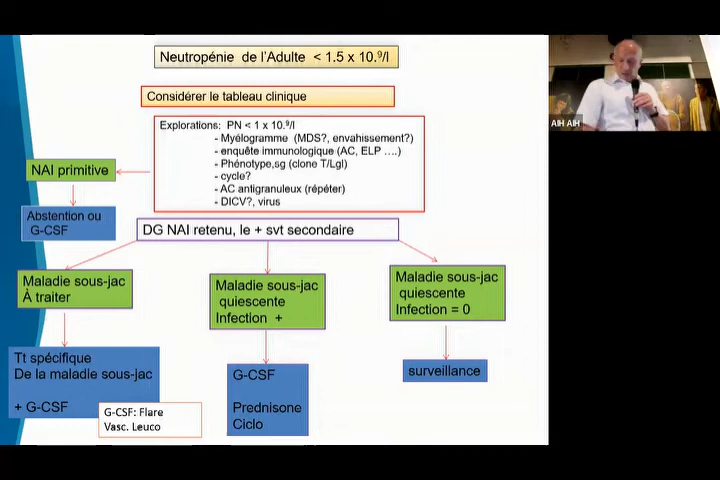 Neutropénie de l'Adulte < 1.5 x 10.⁹/l
Considérer le tableau clinique
Explorations: PN < 1 x 10.⁹/l
- Myélogramme (MDS?, envahissement?)
- enquête immunologique (AC, ELP ....)
- Phénotype,sg (clone T/Lgl)
- cycle?
- AC antigranuleux (répéter)
- DICV?, virus
NAI primitive
Abstention ou
G-CSF
DG NAI retenu, le + svt secondaire
Maladie sous-jac
À traiter
Maladie sous-jac
quiescente
Infection +
Maladie sous-jac
quiescente
Infection = 0
Tt spécifique
De la maladie sous-jac
+ G-CSF
G-CSF: Flare
Vasc. Leuco
G-CSF
Prednisone
Ciclo
surveillance
AIH AIH